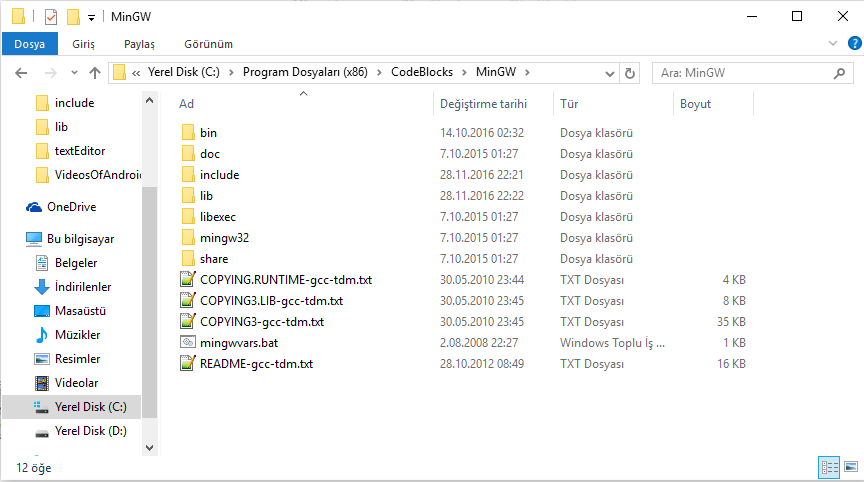 MinGW
Dosya Giriş Paylaş Görünüm
« Yerel Disk (C:) Program Dosyaları (x86) CodeBlocks MinGW
Ara: MinGW
include
lib
textEditor
VideosOfAndroi
OneDrive
Bu bilgisayar
Belgeler
İndirilenler
Masaüstü
Müzikler
Resimler
Videolar
Yerel Disk (C:)
Yerel Disk (D:)
Ad Değiştirme tarihi Tür Boyut
bin 14.10.2016 02:32 Dosya klasörü
doc 7.10.2015 01:27 Dosya klasörü
include 28.11.2016 22:21 Dosya klasörü
lib 28.11.2016 22:22 Dosya klasörü
libexec 7.10.2015 01:27 Dosya klasörü
mingw32 7.10.2015 01:27 Dosya klasörü
share 7.10.2015 01:27 Dosya klasörü
COPYING.RUNTIME-gcc-tdm.txt 30.05.2010 23:44 TXT Dosyası 4 KB
COPYING3.LIB-gcc-tdm.txt 30.05.2010 23:45 TXT Dosyası 8 KB
COPYING3-gcc-tdm.txt 30.05.2010 23:45 TXT Dosyası 35 KB
mingwvars.bat 2.08.2008 22:27 Windows Toplu İş ... 1 KB
README-gcc-tdm.txt 28.10.2012 08:49 TXT Dosyası 16 KB
12 öğe